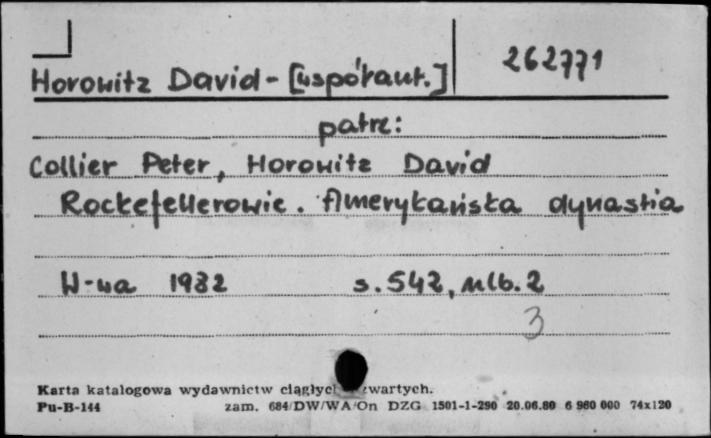 Horowitz David - [współaut.] 262771
patrz:
Collier Peter, Horowitz David
Rockefellerowie. Amerykańska dynastia
W-wa 1982 s. 542, nlb. 2
3
Karta katalogowa wydawnictw ciągłych zwartych.
Pu-B-144 zam. 684/DW/WA/On DZG 1501-1-290 20.06.80 6 980 000 74x120